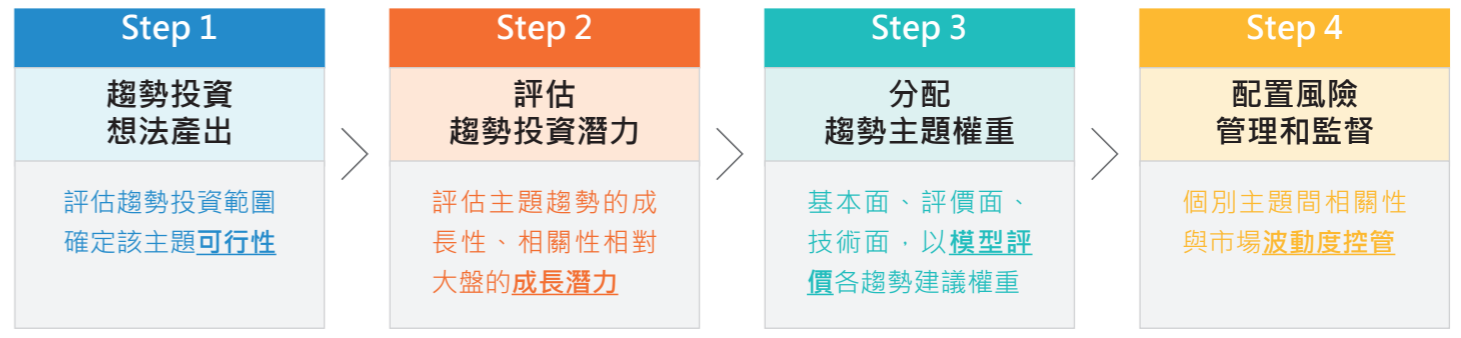 Step 1
趨勢投資
想法產出
評估趨勢投資範圍
確定該主題可行性
Step 2
評估
趨勢投資潛力
評估主題趨勢的成
長性、相關性相對
大盤的成長潛力
Step 3
分配
趨勢主題權重
基本面、評價面、
技術面，以模型評
價各趨勢建議權重
Step 4
配置風險
管理和監督
個別主題間相關性
與市場波動度控管